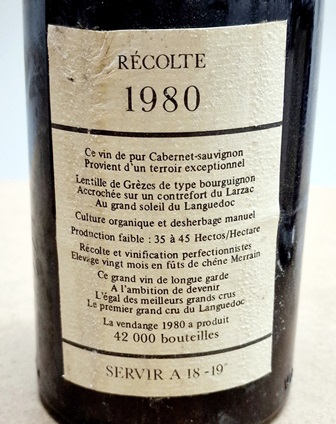 RÉCOLTE
1980
Ce vin de pur Cabernet-sauvignon
Provient d'un terroir exceptionnel
Lentille de Grèzes de type bourguignon
Accrochée sur un contrefort du Larzac
Au grand soleil du Languedoc
Culture organique et desherbage manuel
Production faible : 35 à 45 Hectos/Hectare
Récolte et vinification perfectionnistes
Elevage vingt mois en fûts de chéne Merrain
Ce grand vin de longue garde
A l'ambition de devenir
L'égal des meilleurs grands crus
Le premier grand cru du Languedoc
La vendange 1980 a produit
42 000 bouteilles
SERVIR A 18 -19°